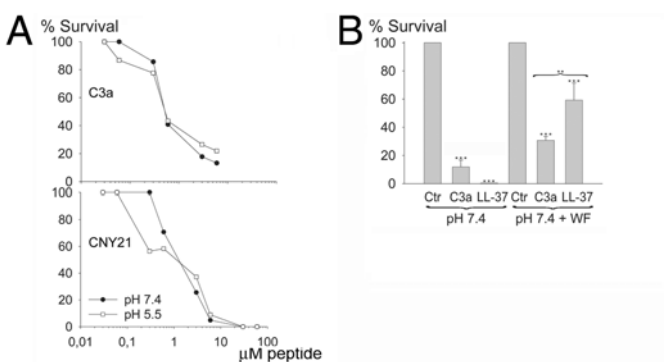 A
% Survival
100
80
60
40
20
0
C3a
100
80
60
40
20
0
CNY21
pH 7.4
pH 5.5
0,01 0,1 1 10 100
µM peptide
B
% Survival
100
80
60
40
20
0
***
***
***
**
***
Ctr C3a LL-37 Ctr C3a LL-37
pH 7.4 pH 7.4 + WF